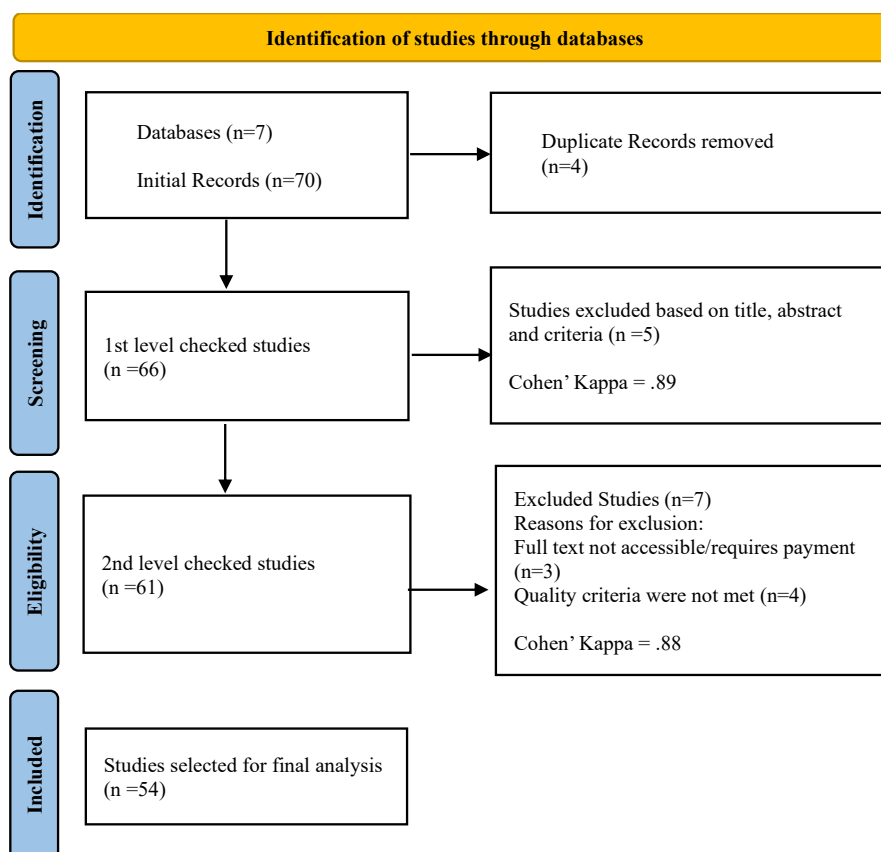 Identification of studies through databases
Identification
Databases (n=7)
Initial Records (n=70)
Duplicate Records removed
(n=4)
Screening
1st level checked studies
(n =66)
Studies excluded based on title, abstract
and criteria (n =5)
Cohen’ Kappa = .89
Eligibility
2nd level checked studies
(n =61)
Excluded Studies (n=7)
Reasons for exclusion:
Full text not accessible/requires payment
(n=3)
Quality criteria were not met (n=4)
Cohen’ Kappa = .88
Included
Studies selected for final analysis
(n =54)